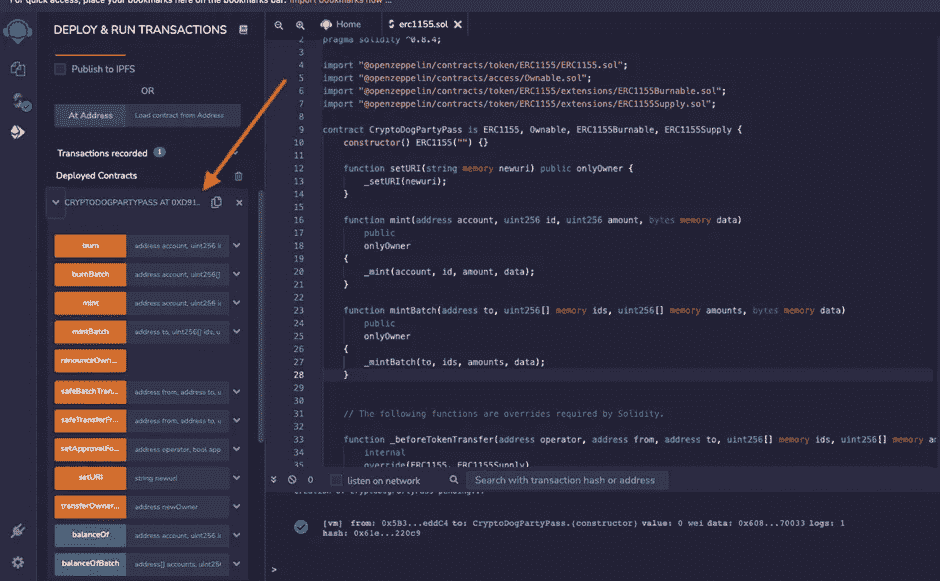 For quick access, place your bookmarks here on the bookmarks bar. Import bookmarks now ...
DEPLOY & RUN TRANSACTIONS
Publish to IPFS
OR
At Address
Load contract from Address
Transactions recorded 1
Deployed Contracts
CRYPTODOGPARTYPASS AT 0XD91...
burn address account, uint256 i
burnBatch address account, uint256[]
mint address account, uint256 i
mintBatch address to, uint256[] ids, u
renounceOwn...
safeBatchTran... address from, address to, u
safeTransferFr... address from, address to, u
setApprovalFo... address operator, bool app
setURI string newuri
transferOwner... address newOwner
balanceOf address account, uint256 i
balanceOfBatch address[] accounts, uint25
Home
erc1155.sol
2 pragma solidity ^0.8.4;
3
4 import "@openzeppelin/contracts/token/ERC1155/ERC1155.sol";
5 import "@openzeppelin/contracts/access/Ownable.sol";
6 import "@openzeppelin/contracts/token/ERC1155/extensions/ERC1155Burnable.sol";
7 import "@openzeppelin/contracts/token/ERC1155/extensions/ERC1155Supply.sol";
8
9 contract CryptoDogPartyPass is ERC1155, Ownable, ERC1155Burnable, ERC1155Supply {
10 constructor() ERC1155("") {}
11
12 function setURI(string memory newuri) public onlyOwner {
13 _setURI(newuri);
14 }
15
16 function mint(address account, uint256 id, uint256 amount, bytes memory data)
17 public
18 onlyOwner
19 {
20 _mint(account, id, amount, data);
21 }
22
23 function mintBatch(address to, uint256[] memory ids, uint256[] memory amounts, bytes memory data)
24 public
25 onlyOwner
26 {
27 _mintBatch(to, ids, amounts, data);
28 }
29
30
31 // The following functions are overrides required by Solidity.
32
33 function _beforeTokenTransfer(address operator, address from, address to, uint256[] memory ids, uint256[] memory a
34 internal
35 override(ERC1155, ERC1155Supply)
0
listen on network
Search with transaction hash or address
creation of CryptoDogPartyPass pending...
[vm] from: 0x5B3...eddC4 to: CryptoDogPartyPass.(constructor) value: 0 wei data: 0x608...70033 logs: 1
hash: 0x61e...220c9
>